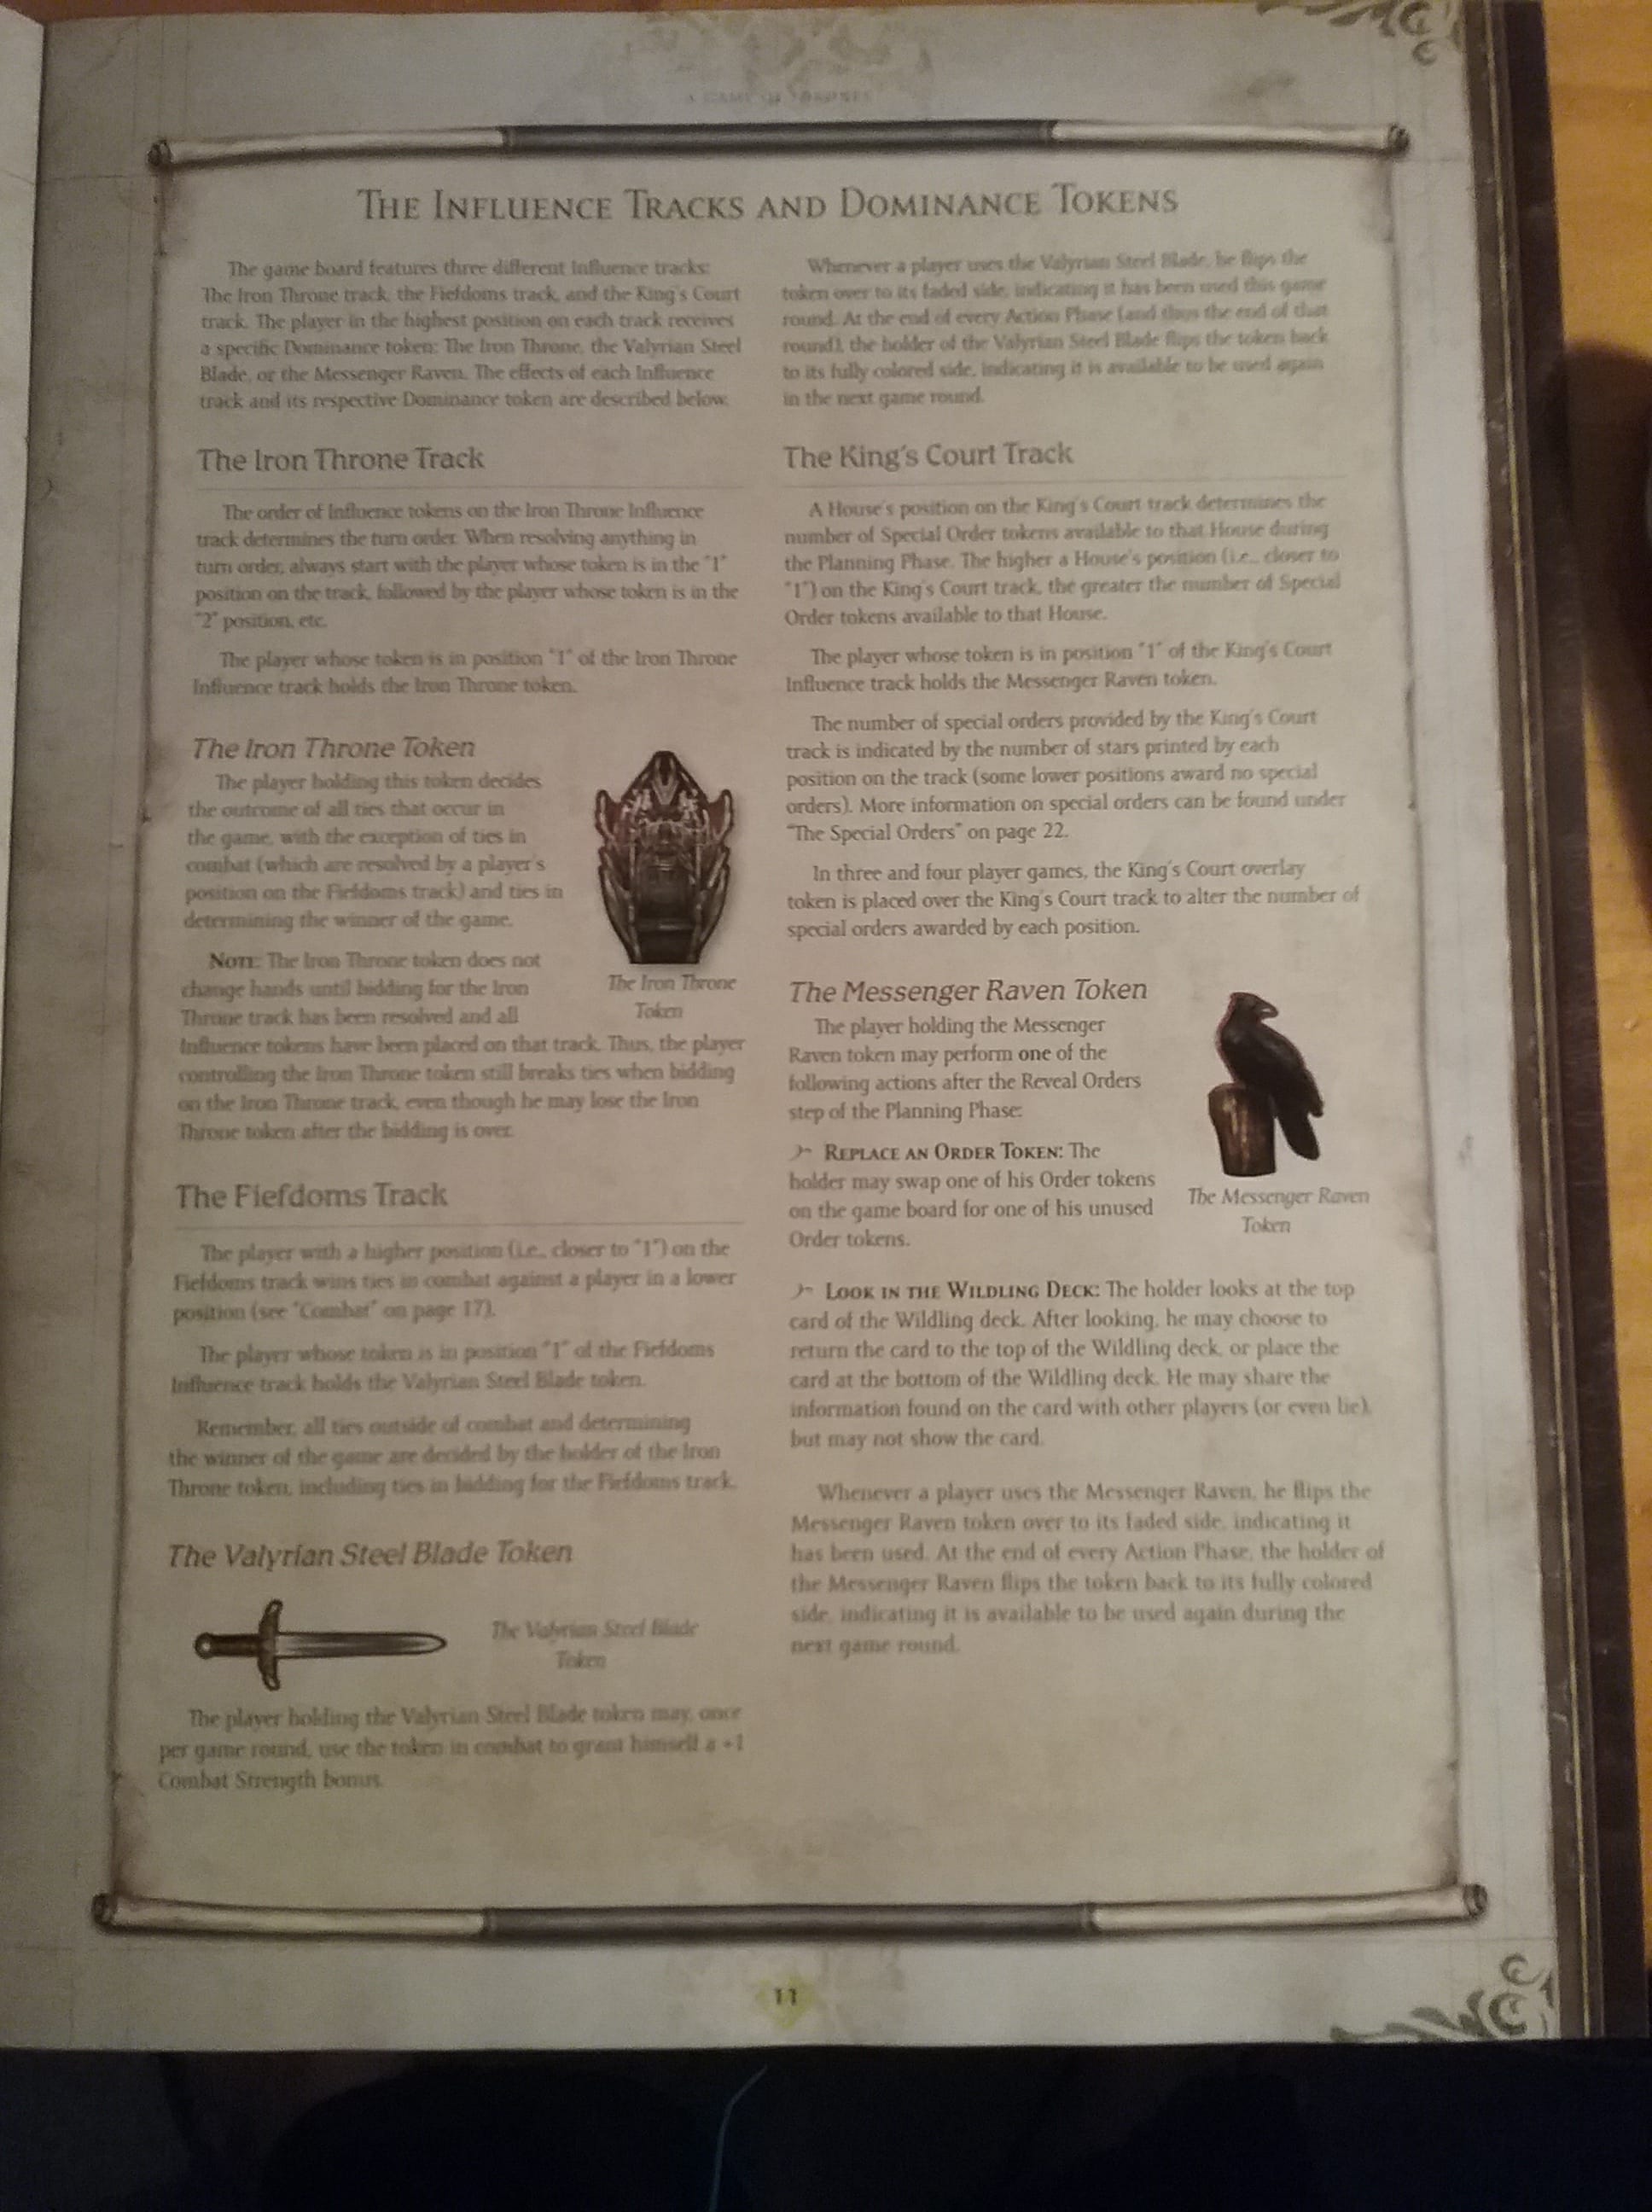 A GAME OF THRONES
THE INFLUENCE TRACKS AND DOMINANCE TOKENS
The game board features three different Influence tracks:
The Iron Throne track, the Fiefdoms track, and the King's Court
track. The player in the highest position on each track receives
a specific Dominance token: The Iron Throne, the Valyrian Steel
Blade, or the Messenger Raven. The effects of each Influence
track and its respective Dominance token are described below.
The Iron Throne Track
The order of Influence tokens on the Iron Throne Influence
track determines the turn order. When resolving anything in
turn order, always start with the player whose token is in the "1"
position on the track, followed by the player whose token is in the
"2" position, etc.
The player whose token is in position "1" of the Iron Throne
Influence track holds the Iron Throne token.
The Iron Throne Token
The player holding this token decides
the outcome of all ties that occur in
the game, with the exception of ties in
combat (which are resolved by a player's
position on the Fiefdoms track) and ties in
determining the winner of the game.
NOTE: The Iron Throne token does not
change hands until bidding for the Iron
Throne track has been resolved and all
Influence tokens have been placed on that track. Thus, the player
controlling the Iron Throne token still breaks ties when bidding
on the Iron Throne track, even though he may lose the Iron
Throne token after the bidding is over.
The Iron Throne
Token
The Fiefdoms Track
The player with a higher position (i.e., closer to "1") on the
Fiefdoms track wins ties in combat against a player in a lower
position (see "Combat" on page 17).
The player whose token is in position "1" of the Fiefdoms
Influence track holds the Valyrian Steel Blade token.
Remember, all ties outside of combat and determining
the winner of the game are decided by the holder of the Iron
Throne token, including ties in bidding for the Fiefdoms track.
The Valyrian Steel Blade Token
The Valyrian Steel Blade
Token
The player holding the Valyrian Steel Blade token may, once
per game round, use the token in combat to grant himself a +1
Combat Strength bonus.
Whenever a player uses the Valyrian Steel Blade, he flips the
token over to its faded side, indicating it has been used this game
round. At the end of every Action Phase (and thus the end of that
round), the holder of the Valyrian Steel Blade flips the token back
to its fully colored side, indicating it is available to be used again
in the next game round.
The King's Court Track
A House's position on the King's Court track determines the
number of Special Order tokens available to that House during
the Planning Phase. The higher a House's position (i.e., closer to
"1") on the King's Court track, the greater the number of Special
Order tokens available to that House.
The player whose token is in position "1" of the King's Court
Influence track holds the Messenger Raven token.
The number of special orders provided by the King's Court
track is indicated by the number of stars printed by each
position on the track (some lower positions award no special
orders). More information on special orders can be found under
"The Special Orders" on page 22.
In three and four player games, the King's Court overlay
token is placed over the King's Court track to alter the number of
special orders awarded by each position.
The Messenger Raven Token
The player holding the Messenger
Raven token may perform one of the
following actions after the Reveal Orders
step of the Planning Phase:
REPLACE AN ORDER TOKEN: The
holder may swap one of his Order tokens
on the game board for one of his unused
Order tokens.
The Messenger Raven
Token
LOOK IN THE WILDLING DECK: The holder looks at the top
card of the Wildling deck. After looking, he may choose to
return the card to the top of the Wildling deck, or place the
card at the bottom of the Wildling deck. He may share the
information found on the card with other players (or even lie),
but may not show the card.
Whenever a player uses the Messenger Raven, he flips the
Messenger Raven token over to its faded side, indicating it
has been used. At the end of every Action Phase, the holder of
the Messenger Raven flips the token back to its fully colored
side, indicating it is available to be used again during the
next game round.
11